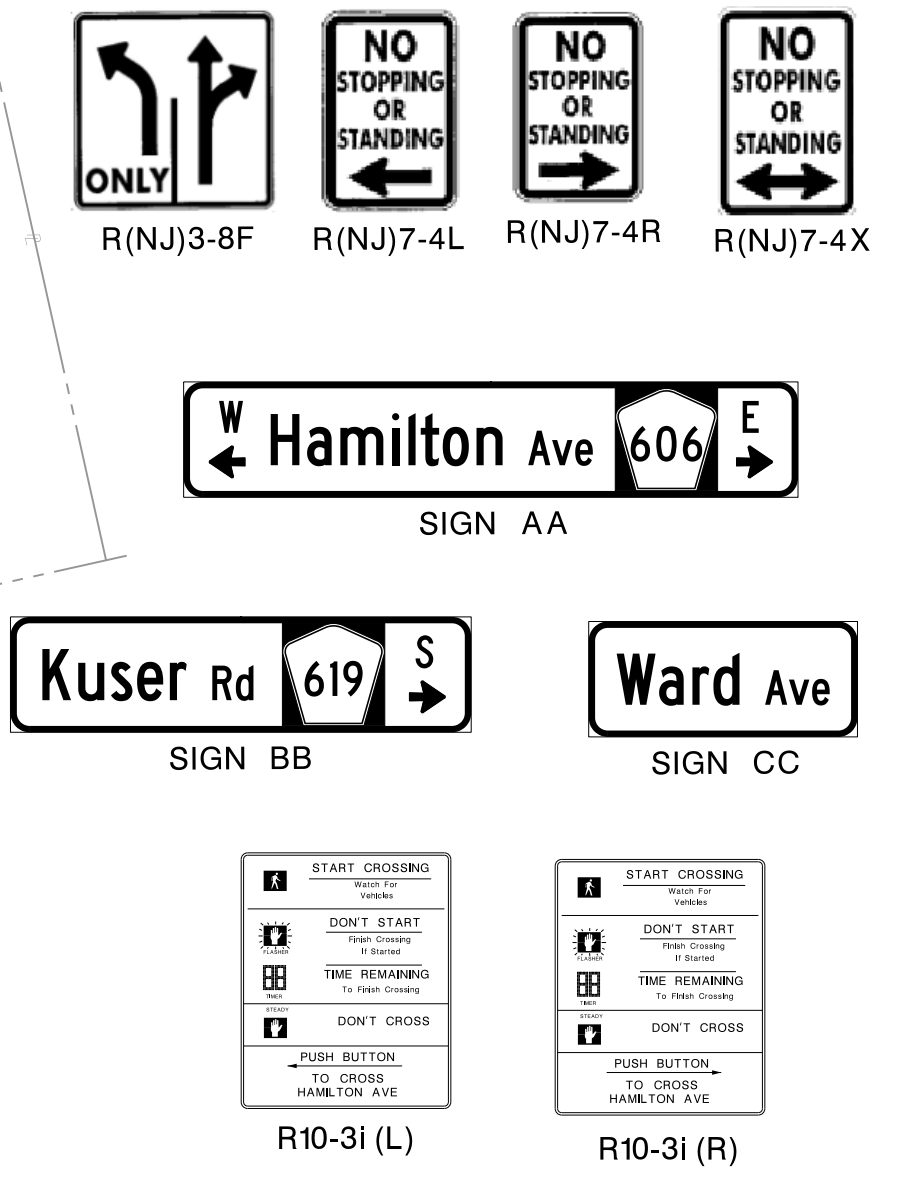 ONLY
R(NJ)3-8F
NO
STOPPING
OR
STANDING
R(NJ)7-4L
NO
STOPPING
OR
STANDING
R(NJ)7-4R
NO
STOPPING
OR
STANDING
R(NJ)7-4X
W Hamilton Ave 606 E
SIGN AA
Kuser Rd 619 S
SIGN BB
Ward Ave
SIGN CC
START CROSSING
Watch For
Vehicles
DON'T START
Finish Crossing
If Started
FLASHER
TIME REMAINING
To Finish Crossing
88
TIMER
STEADY
DON'T CROSS
PUSH BUTTON
TO CROSS
HAMILTON AVE
R10-3i (L)
START CROSSING
Watch For
Vehicles
DON'T START
Finish Crossing
If Started
FLASHER
TIME REMAINING
To Finish Crossing
88
TIMER
STEADY
DON'T CROSS
PUSH BUTTON
TO CROSS
HAMILTON AVE
R10-3i (R)